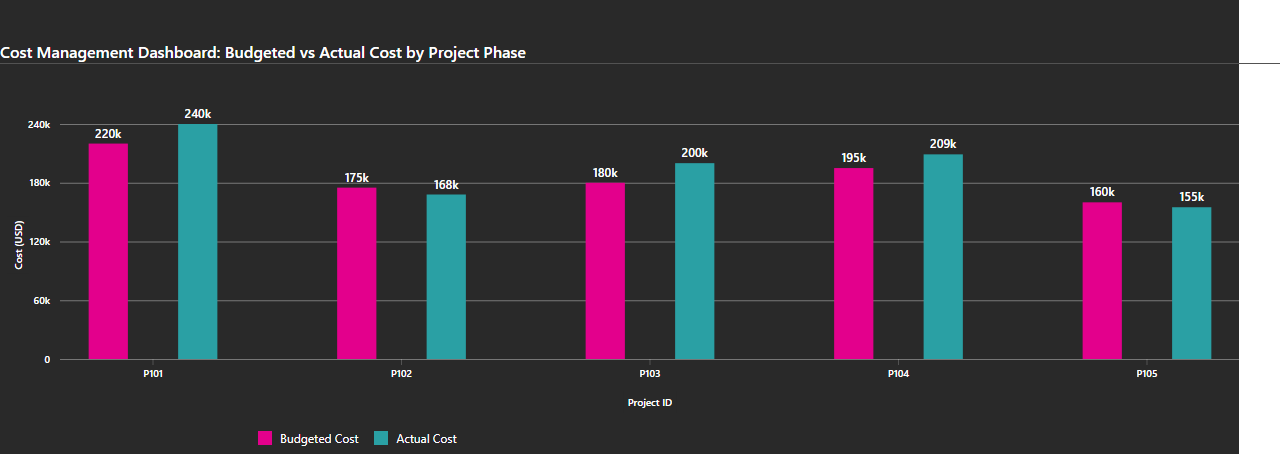 Cost Management Dashboard: Budgeted vs Actual Cost by Project Phase
240k
180k
120k
60k
0
Cost (USD)
220k
240k
175k
168k
180k
200k
195k
209k
160k
155k
P101
P102
P103
P104
P105
Project ID
Budgeted Cost
Actual Cost